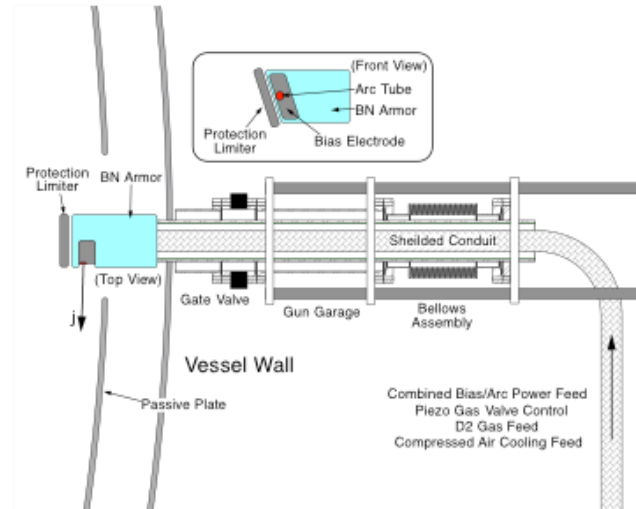 (Front View)
Arc Tube
BN Armor
Bias Electrode
Protection
Limiter
Protection
Limiter
BN Armor
(Top View)
j
Gate Valve
Gun Garage
Sheilded Conduit
Bellows
Assembly
Vessel Wall
Passive Plate
Combined Bias/Arc Power Feed
Piezo Gas Valve Control
D2 Gas Feed
Compressed Air Cooling Feed